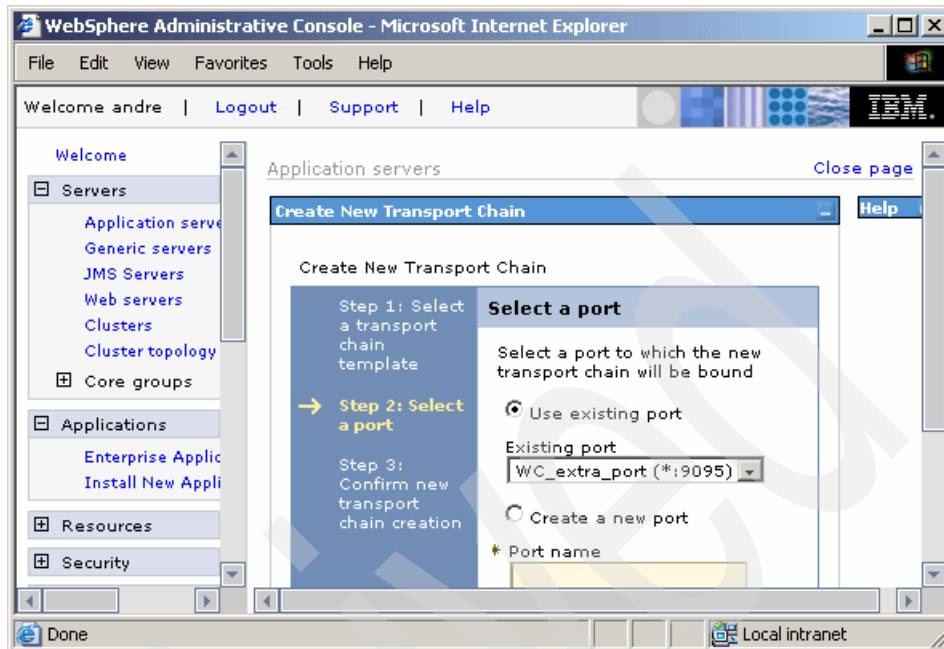 WebSphere Administrative Console - Microsoft Internet Explorer
File Edit View Favorites Tools Help
Welcome andre | Logout | Support | Help
IBM.
Welcome
Servers
Application serve
Generic servers
JMS Servers
Web servers
Clusters
Cluster topology
Core groups
Applications
Enterprise Applic
Install New Appli
Resources
Security
Application servers
Close page
Create New Transport Chain
Help
Create New Transport Chain
Step 1: Select
a transport
chain
template
Step 2: Select
a port
Step 3:
Confirm new
transport
chain creation
Select a port
Select a port to which the new
transport chain will be bound
Use existing port
Existing port
WC_extra_port (*:9095)
Create a new port
* Port name
Done
Local intranet